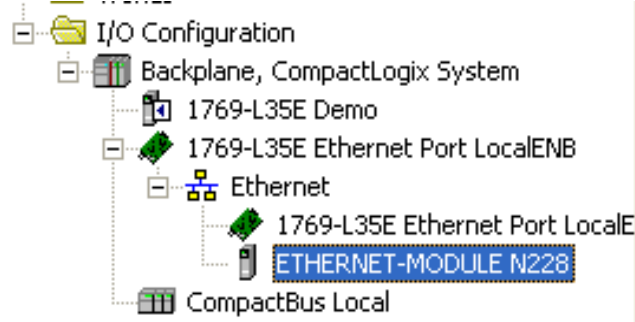 I/O Configuration
Backplane, CompactLogix System
1769-L35E Demo
1769-L35E Ethernet Port LocalENB
Ethernet
1769-L35E Ethernet Port LocalE
ETHERNET-MODULE N228
CompactBus Local